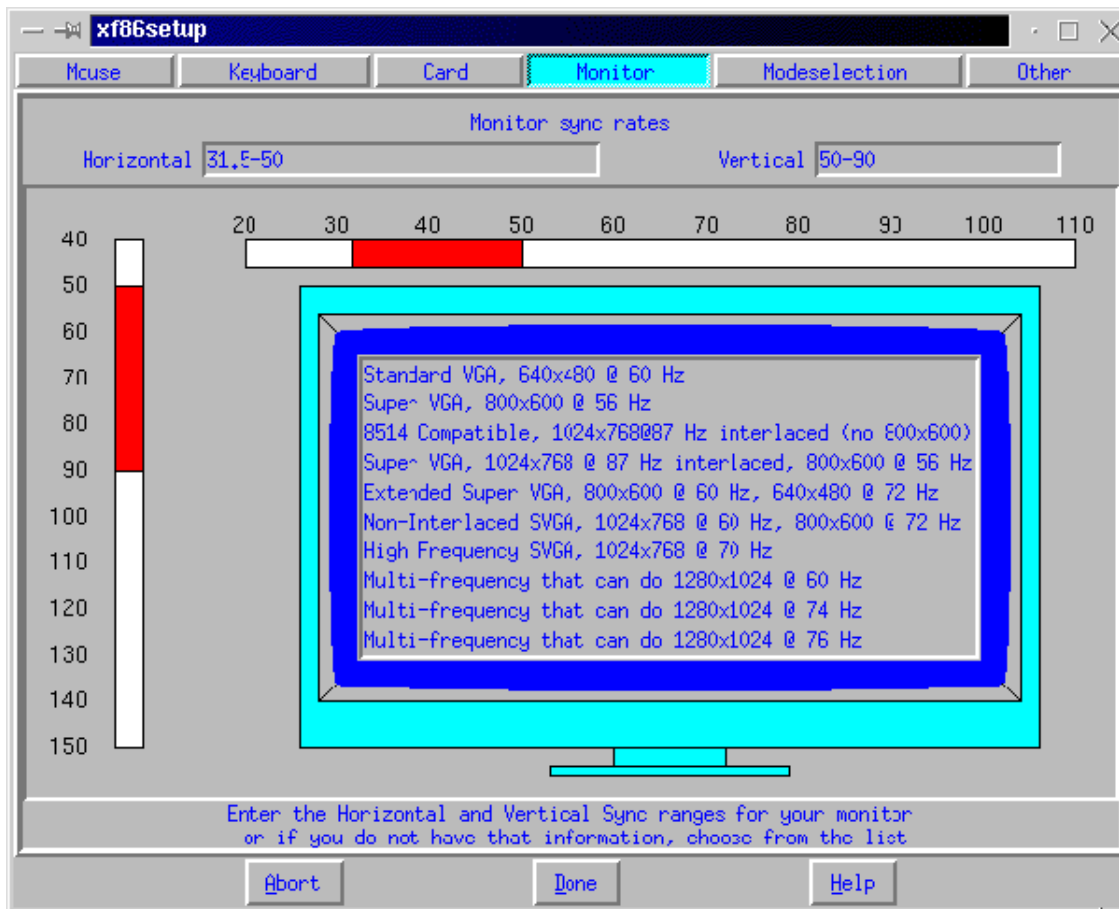 xf86setup
Mouse Keyboard Card Monitor Modeselection Other
Monitor sync rates
Horizontal 31.5-50 Vertical 50-90
20 30 40 50 60 70 80 90 100 110
40
50
60
70
80
90
100
110
120
130
140
150
Standard VGA, 640x480 @ 60 Hz
Super VGA, 800x600 @ 56 Hz
8514 Compatible, 1024x768@87 Hz interlaced (no 800x600)
Super VGA, 1024x768 @ 87 Hz interlaced, 800x600 @ 56 Hz
Extended Super VGA, 800x600 @ 60 Hz, 640x480 @ 72 Hz
Non-Interlaced SVGA, 1024x768 @ 60 Hz, 800x600 @ 72 Hz
High Frequency SVGA, 1024x768 @ 70 Hz
Multi-frequency that can do 1280x1024 @ 60 Hz
Multi-frequency that can do 1280x1024 @ 74 Hz
Multi-frequency that can do 1280x1024 @ 76 Hz
Enter the Horizontal and Vertical Sync ranges for your monitor
or if you do not have that information, choose from the list
Abort Done Help